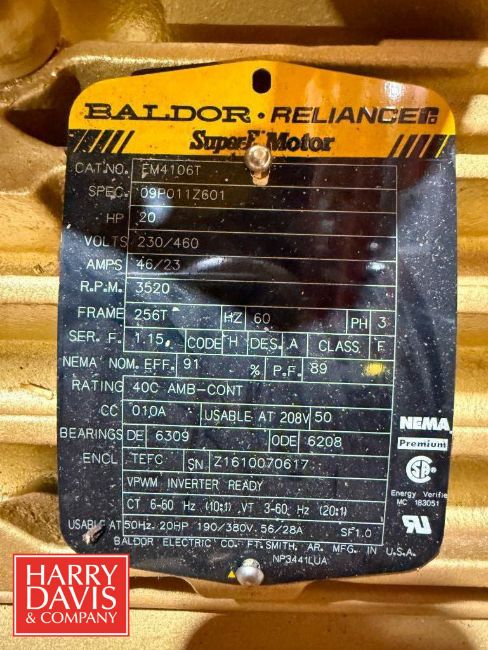 BALDOR • RELIANCE
Super-E Motor
CAT.NO. EM4106T
SPEC. 09P011Z601
HP 20
VOLTS 230/460
AMPS 46/23
R.P.M. 3520
FRAME 256T HZ 60 PH 3
SER. F. 1.15 CODE H DES. A CLASS F
NEMA NOM. EFF. 91 % P.F. 89
RATING 40C AMB-CONT
CC 010A USABLE AT 208V 50
BEARINGS DE 6309 ODE 6208
ENCL TEFC SN Z1610070617
VPWM INVERTER READY
CT 6-60 Hz (10:1) VT 3-60 Hz (20:1)
USABLE AT 50Hz. 20HP 190/380V. 56/28A SF1.0
BALDOR ELECTRIC CO. FT.SMITH, AR. MFG. IN U.S.A.
NP3441LUA
NEMA
Premium
Energy Verifie
MC 183051
HARRY
DAVIS
& COMPANY